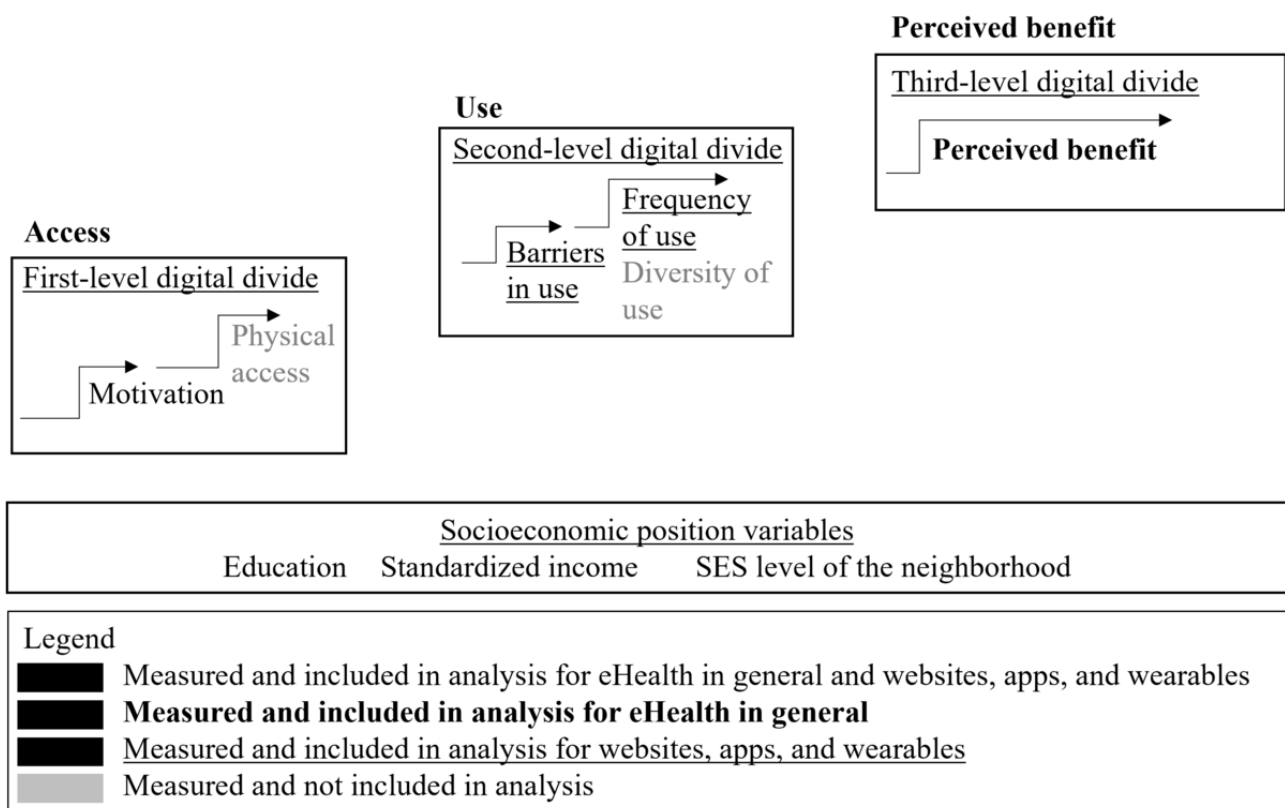 Perceived benefit
Third-level digital divide
Perceived benefit
Use
Second-level digital divide
Frequency
of use
Barriers
in use
Diversity of
use
Access
First-level digital divide
Physical
access
Motivation
Socioeconomic position variables
Education Standardized income SES level of the neighborhood
Legend
Measured and included in analysis for eHealth in general and websites, apps, and wearables
Measured and included in analysis for eHealth in general
Measured and included in analysis for websites, apps, and wearables
Measured and not included in analysis